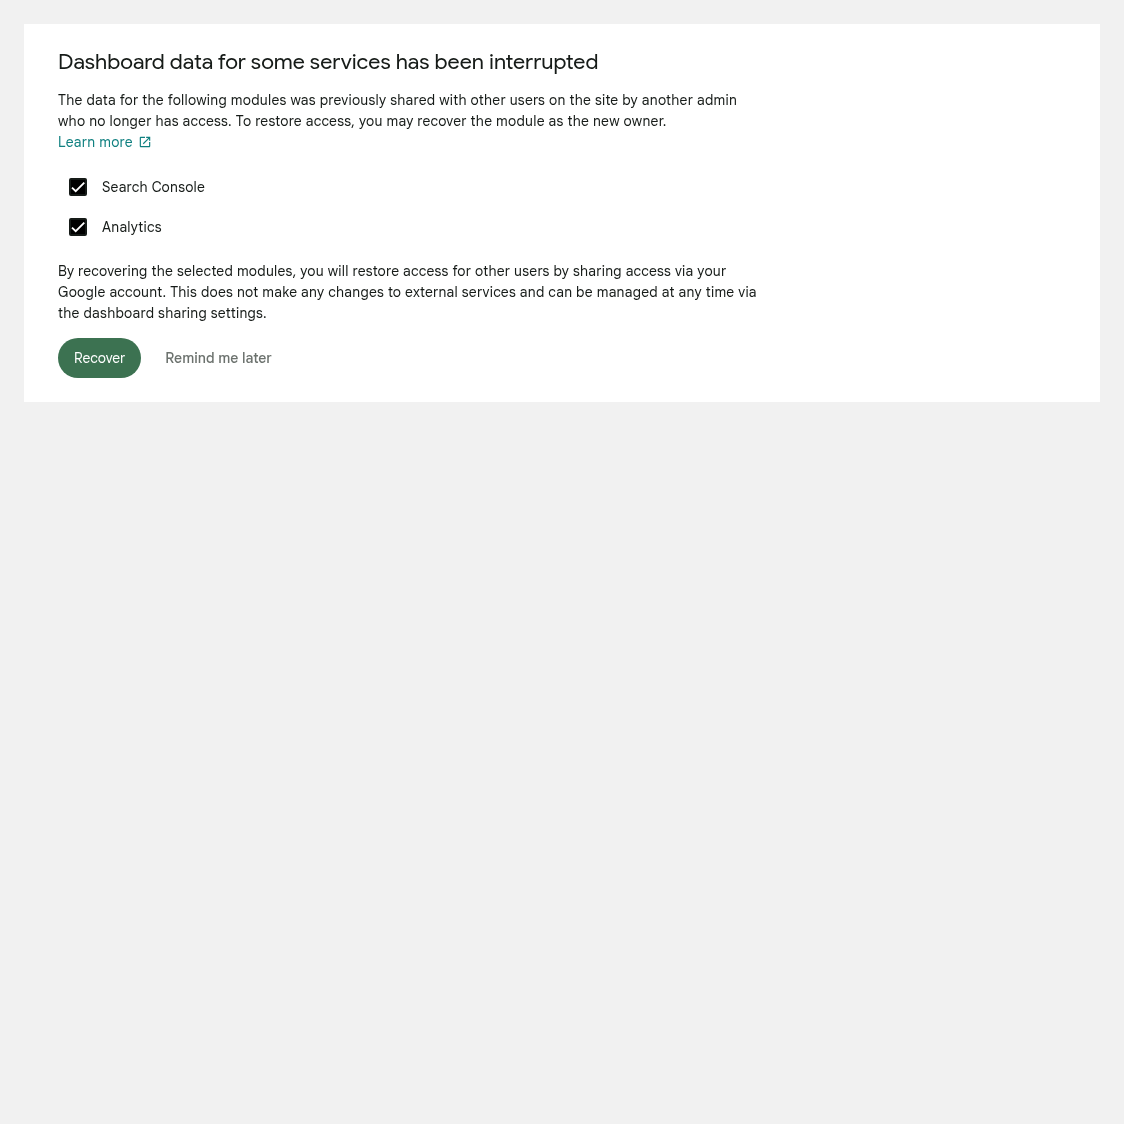 Dashboard data for some services has been interrupted
The data for the following modules was previously shared with other users on the site by another admin
who no longer has access. To restore access, you may recover the module as the new owner.
Learn more
Search Console
Analytics
By recovering the selected modules, you will restore access for other users by sharing access via your
Google account. This does not make any changes to external services and can be managed at any time via
the dashboard sharing settings.
Recover Remind me later